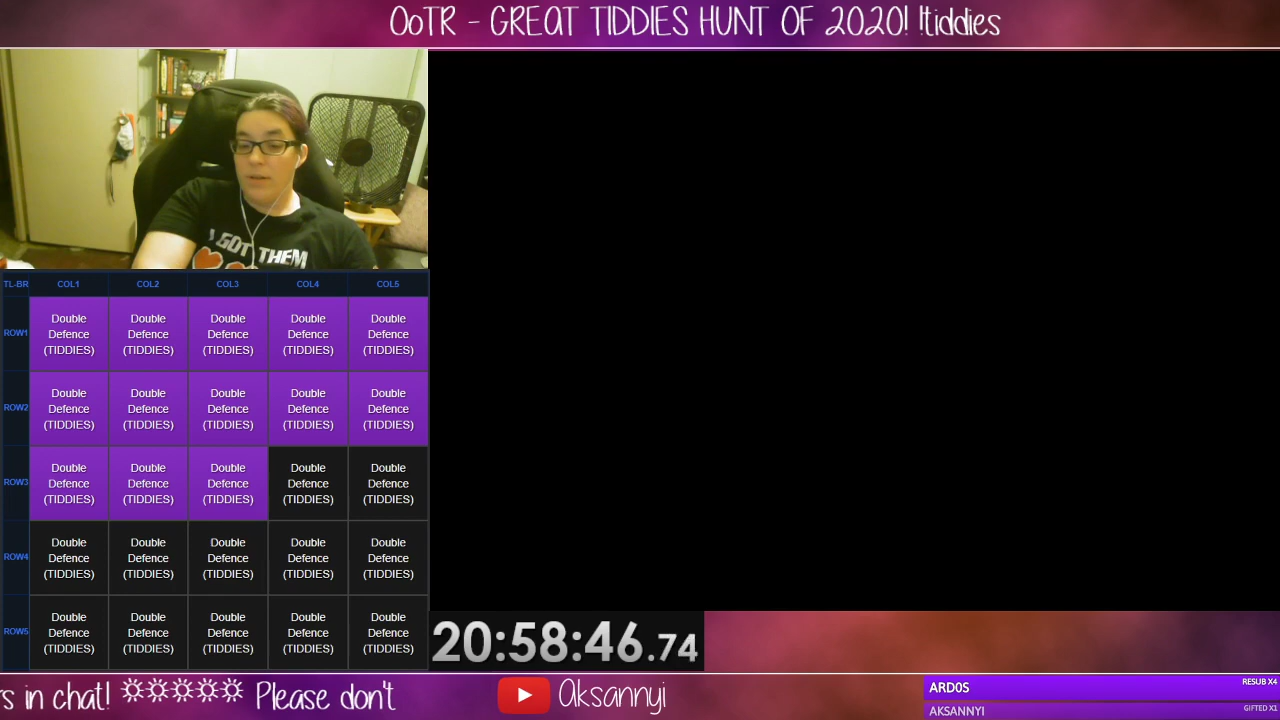 OoTR - GREAT TIDDIES HUNT OF 2020! !tiddies
I GOT THEM
TL-BR COL1 COL2 COL3 COL4 COL5
ROW1
Double Double Double Double Double
Defence Defence Defence Defence Defence
(TIDDIES) (TIDDIES) (TIDDIES) (TIDDIES) (TIDDIES)
ROW2
Double Double Double Double Double
Defence Defence Defence Defence Defence
(TIDDIES) (TIDDIES) (TIDDIES) (TIDDIES) (TIDDIES)
ROW3
Double Double Double Double Double
Defence Defence Defence Defence Defence
(TIDDIES) (TIDDIES) (TIDDIES) (TIDDIES) (TIDDIES)
ROW4
Double Double Double Double Double
Defence Defence Defence Defence Defence
(TIDDIES) (TIDDIES) (TIDDIES) (TIDDIES) (TIDDIES)
ROW5
Double Double Double Double Double
Defence Defence Defence Defence Defence
(TIDDIES) (TIDDIES) (TIDDIES) (TIDDIES) (TIDDIES)
20:58:46.74
rs in chat! Please don't
Aksannyi
ARD0S RESUB X4
AKSANNYI GIFTED X1